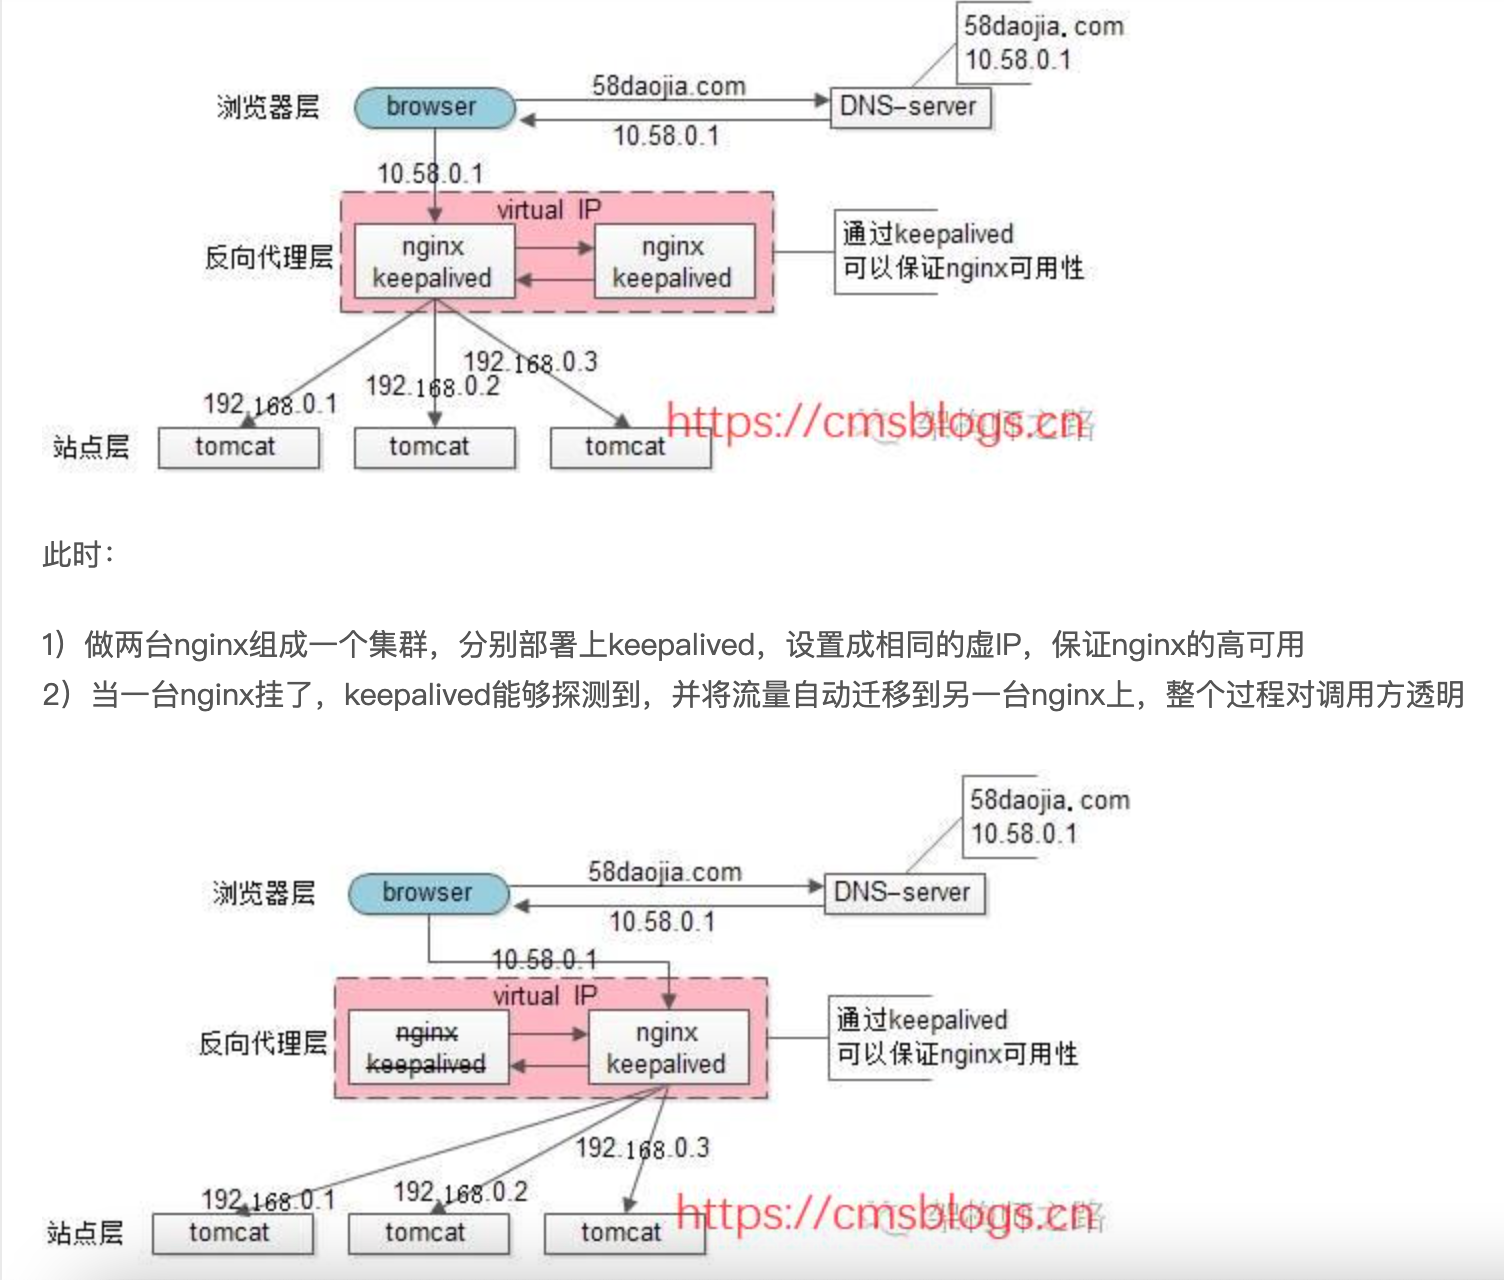 58daojia.com
10.58.0.1
浏览器层
browser
58daojia.com
10.58.0.1
DNS-server
10.58.0.1
virtual IP
反向代理层
nginx
keepalived
nginx
keepalived
通过keepalived
可以保证nginx可用性
192.168.0.1
192.168.0.2
192.168.0.3
站点层
tomcat
tomcat
tomcat
https://cmsblogs.cn
架构师之路
此时：
1）做两台nginx组成一个集群，分别部署上keepalived，设置成相同的虚IP，保证nginx的高可用
2）当一台nginx挂了，keepalived能够探测到，并将流量自动迁移到另一台nginx上，整个过程对调用方透明
58daojia.com
10.58.0.1
浏览器层
browser
58daojia.com
10.58.0.1
DNS-server
10.58.0.1
virtual IP
反向代理层
nginx
keepalived
nginx
keepalived
通过keepalived
可以保证nginx可用性
192.168.0.1
192.168.0.2
192.168.0.3
站点层
tomcat
tomcat
tomcat
https://cmsblogs.cn
架构师之路